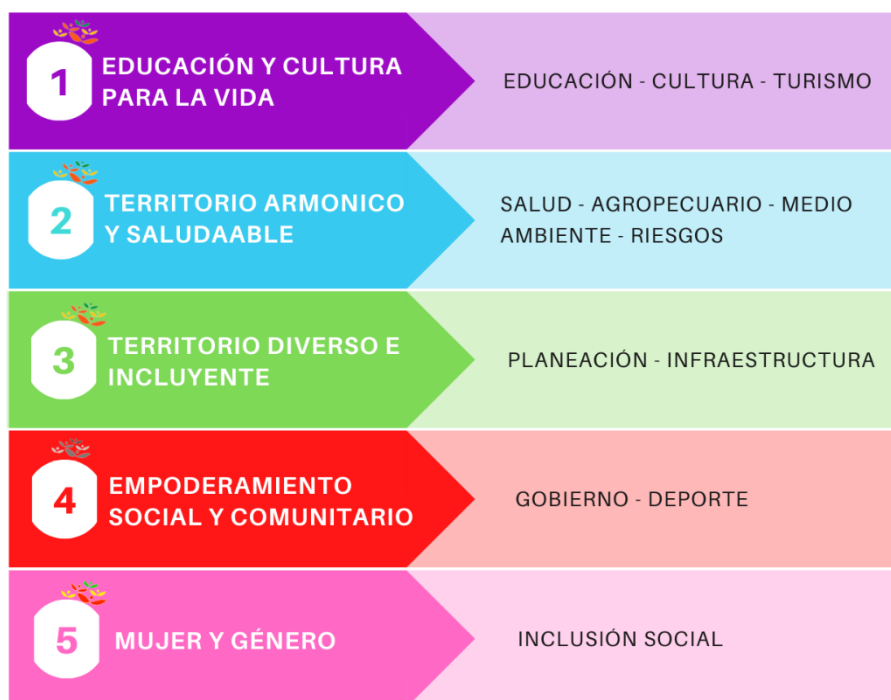 1
EDUCACIÓN Y CULTURA
PARA LA VIDA
EDUCACIÓN - CULTURA - TURISMO
2
TERRITORIO ARMONICO
Y SALUDAABLE
SALUD - AGROPECUARIO - MEDIO
AMBIENTE - RIESGOS
3
TERRITORIO DIVERSO E
INCLUYENTE
PLANEACIÓN - INFRAESTRUCTURA
4
EMPODERAMIENTO
SOCIAL Y COMUNITARIO
GOBIERNO - DEPORTE
5
MUJER Y GÉNERO
INCLUSIÓN SOCIAL